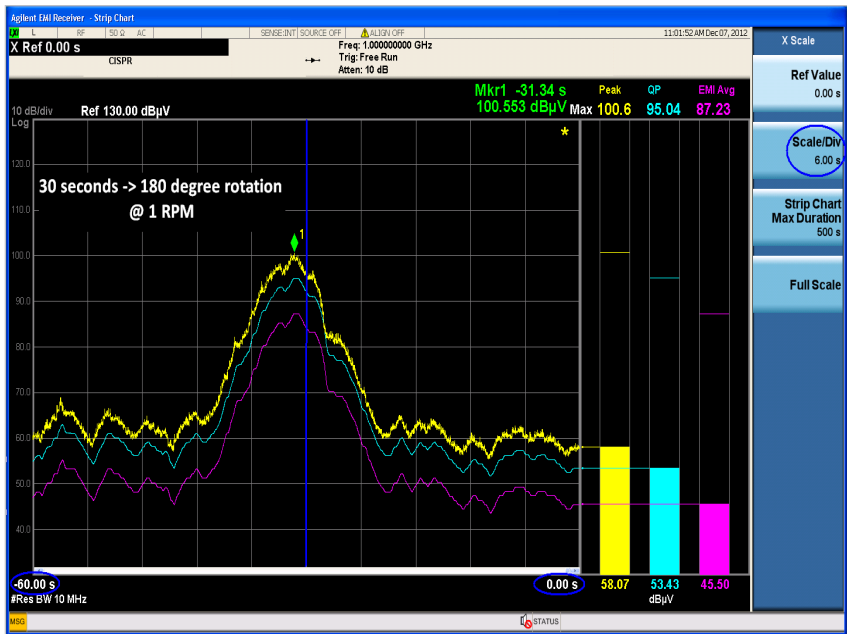 Agilent EMI Receiver - Strip Chart
LXI L RF 50 Ω AC SENSE:INT SOURCE OFF ALIGN OFF 11:01:52 AM Dec 07, 2012
X Ref 0.00 s
CISPR
Freq: 1.000000000 GHz
Trig: Free Run
Atten: 10 dB
X Scale
Ref Value
0.00 s
Scale/Div
6.00 s
Strip Chart
Max Duration
500 s
Full Scale
Mkr1 -31.34 s
100.553 dBµV
Peak QP EMI Avg
Max 100.6 95.04 87.23
10 dB/div Ref 130.00 dBµV
Log
*
120.0
30 seconds -> 180 degree rotation
@ 1 RPM
110.0
1
100.0
90.0
80.0
70.0
60.0
50.0
40.0
-60.00 s 0.00 s 58.07 53.43 45.50
#Res BW 10 MHz dBµV
MSG STATUS